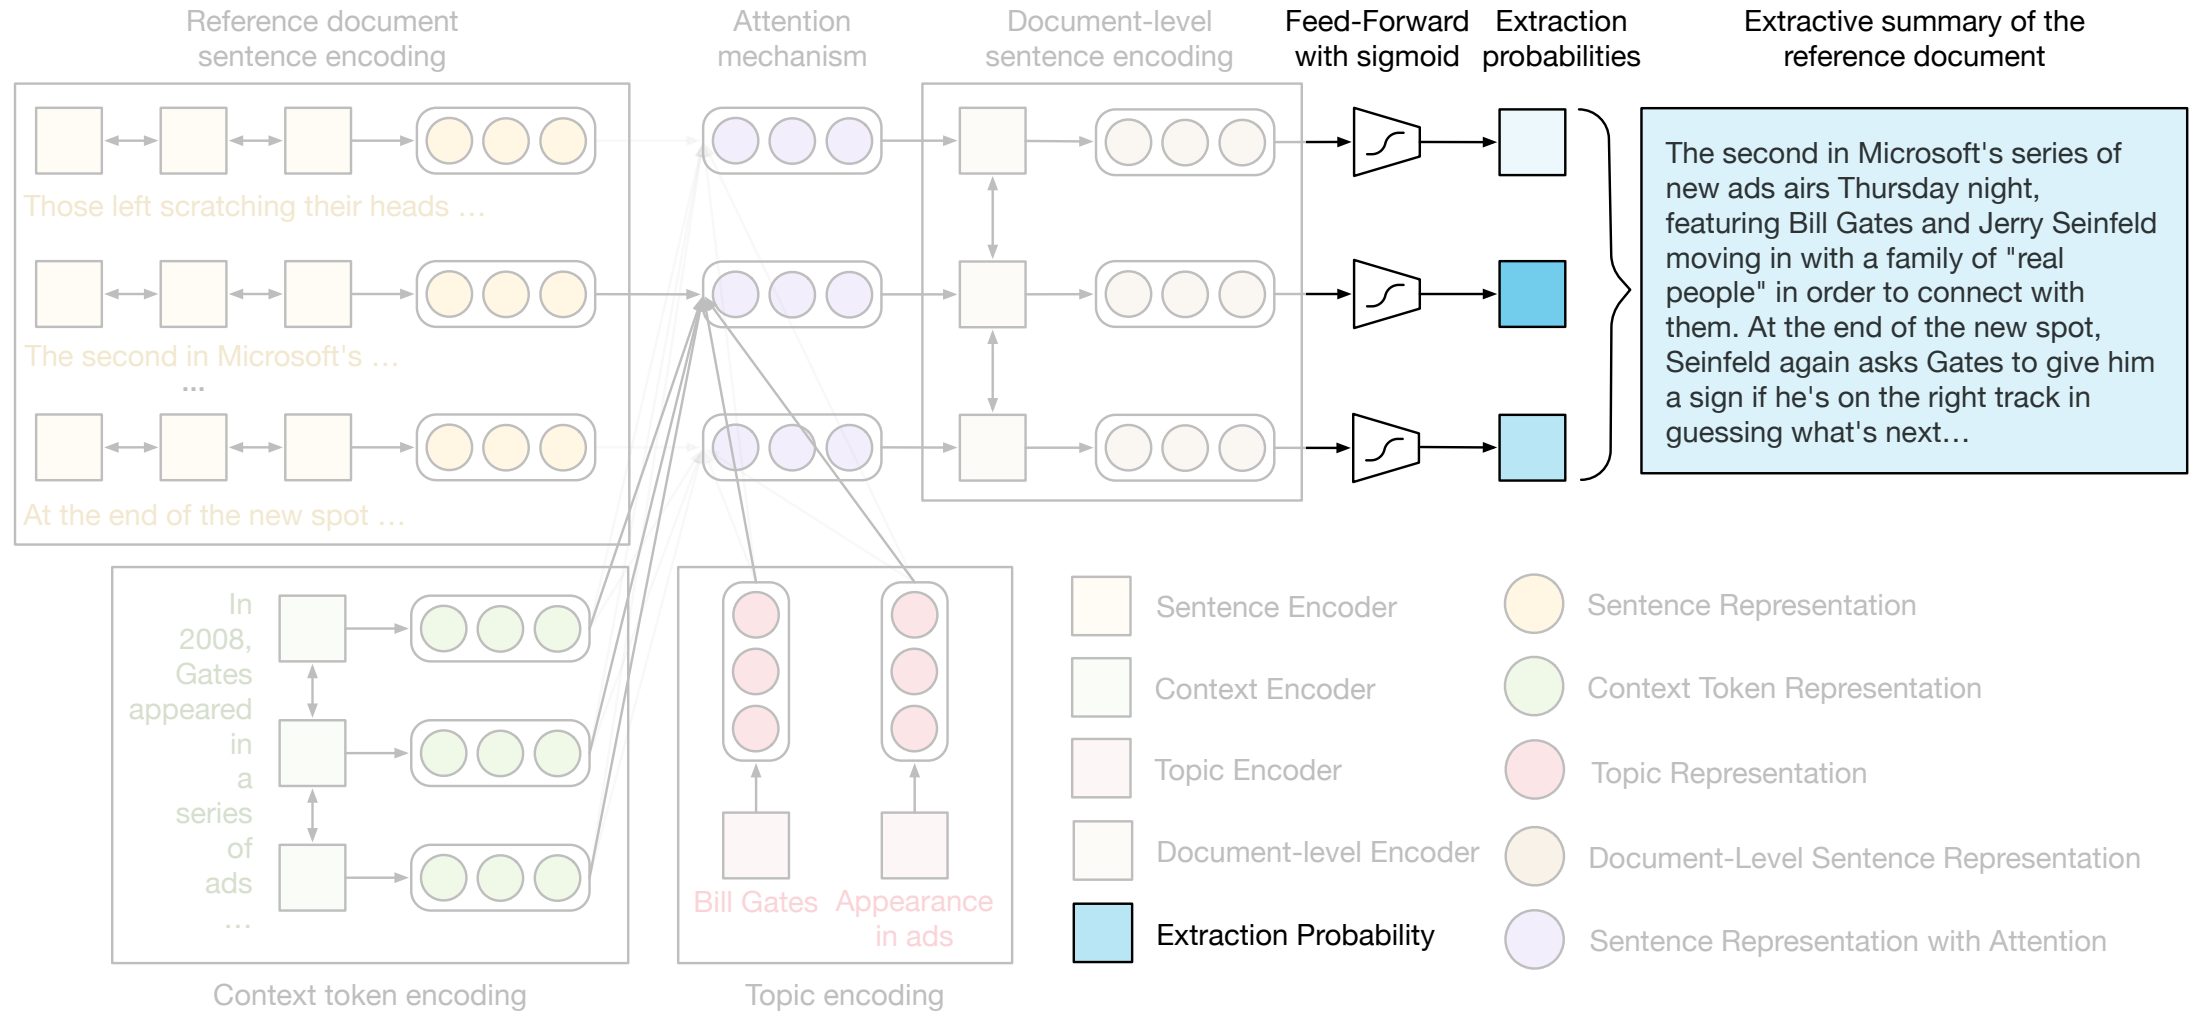 Reference document
sentence encoding
Attention
mechanism
Document-level
sentence encoding
Feed-Forward
with sigmoid
Extraction
probabilities
Extractive summary of the
reference document
Those left scratching their heads …
The second in Microsoft's …
...
At the end of the new spot …
The second in Microsoft's series of
new ads airs Thursday night,
featuring Bill Gates and Jerry Seinfeld
moving in with a family of "real
people" in order to connect with
them. At the end of the new spot,
Seinfeld again asks Gates to give him
a sign if he's on the right track in
guessing what's next…
In
2008,
Gates
appeared
in
a
series
of
ads
…
Context token encoding
Bill Gates
Appearance
in ads
Topic encoding
Sentence Encoder
Context Encoder
Topic Encoder
Document-level Encoder
Extraction Probability
Sentence Representation
Context Token Representation
Topic Representation
Document-Level Sentence Representation
Sentence Representation with Attention